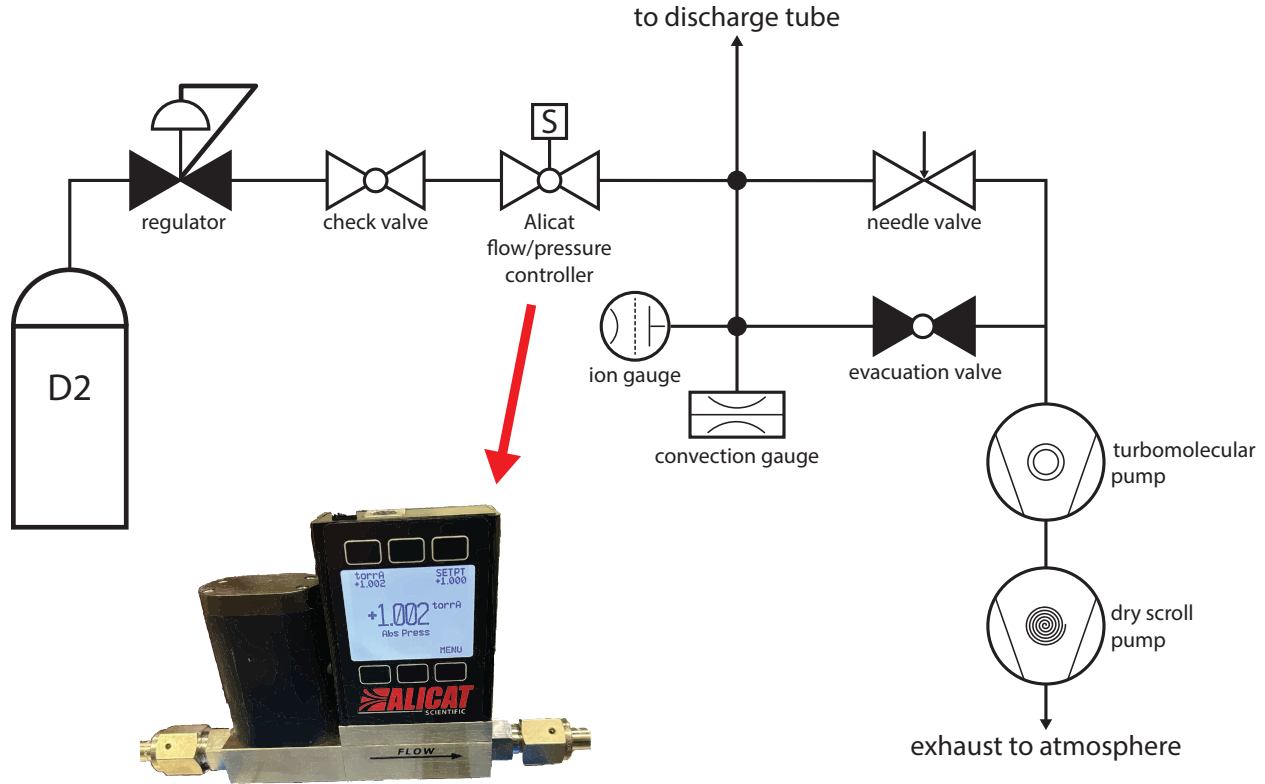 to discharge tube
S
regulator
check valve
Alicat
flow/pressure
controller
needle valve
D2
ion gauge
evacuation valve
convection gauge
turbomolecular
pump
dry scroll
pump
exhaust to atmosphere
torrA
+1.002
SETPT
+1.000
+1.002 torrA
Abs Press
MENU
ALICAT
SCIENTIFIC
FLOW